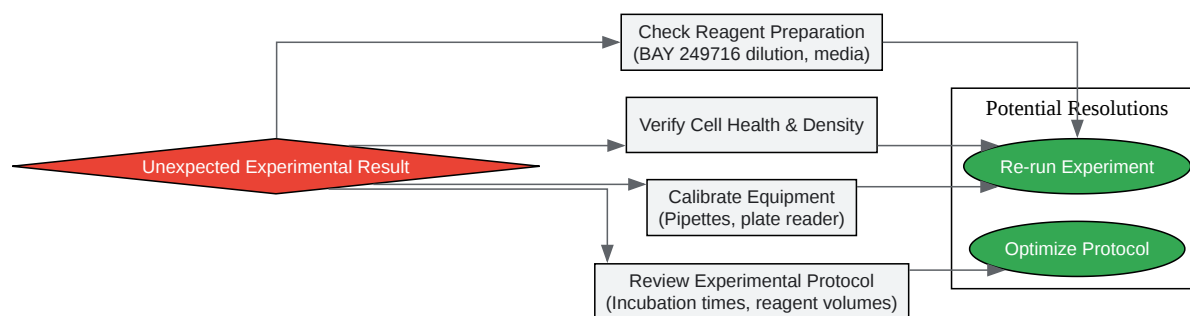 Check Reagent Preparation
(BAY 249716 dilution, media)
Potential Resolutions
Verify Cell Health & Density
Unexpected Experimental Result
Re-run Experiment
Calibrate Equipment
(Pipettes, plate reader)
Optimize Protocol
Review Experimental Protocol
(Incubation times, reagent volumes)